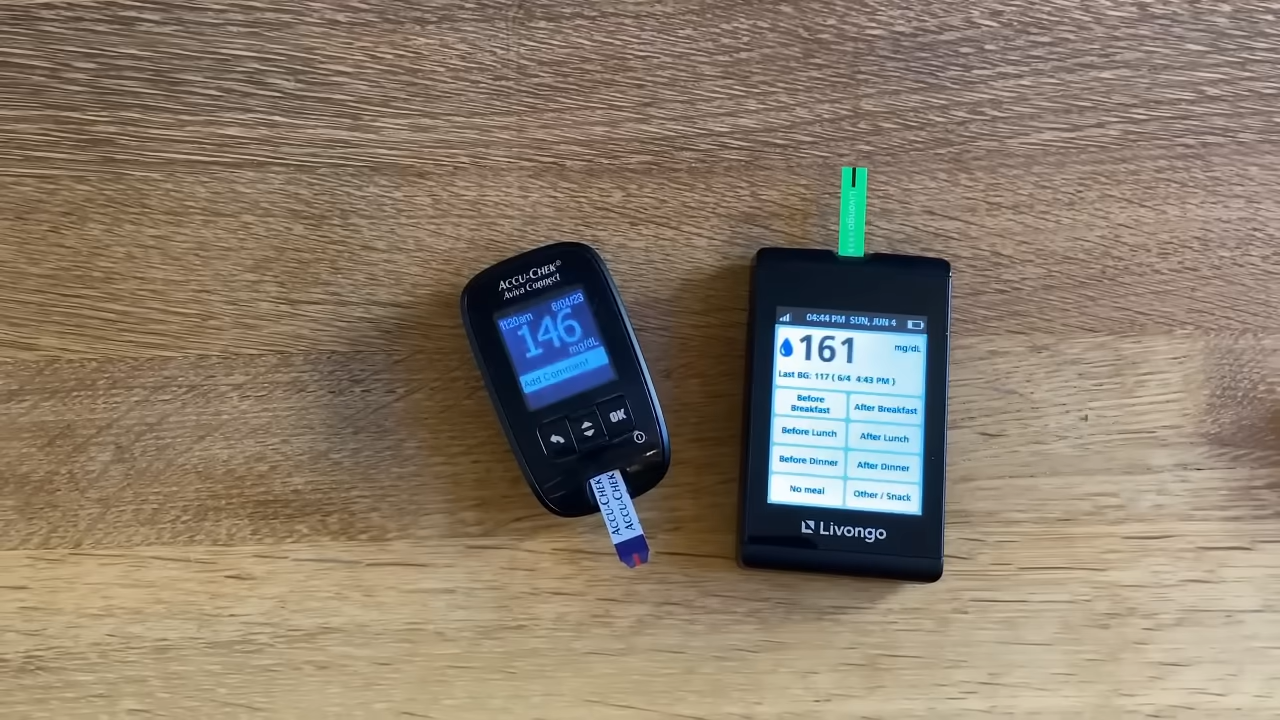 ACCU-CHEK®
Aviva Connect
11:20am 6/04/23
146
mg/dL
Add Comment
OK
ACCU-CHEK
ACCU-CHEK
Livongo
04:44 PM SUN, JUN 4
161 mg/dL
Last BG: 117 ( 6/4 4:43 PM )
Before Breakfast
After Breakfast
Before Lunch
After Lunch
Before Dinner
After Dinner
No meal
Other / Snack
Livongo